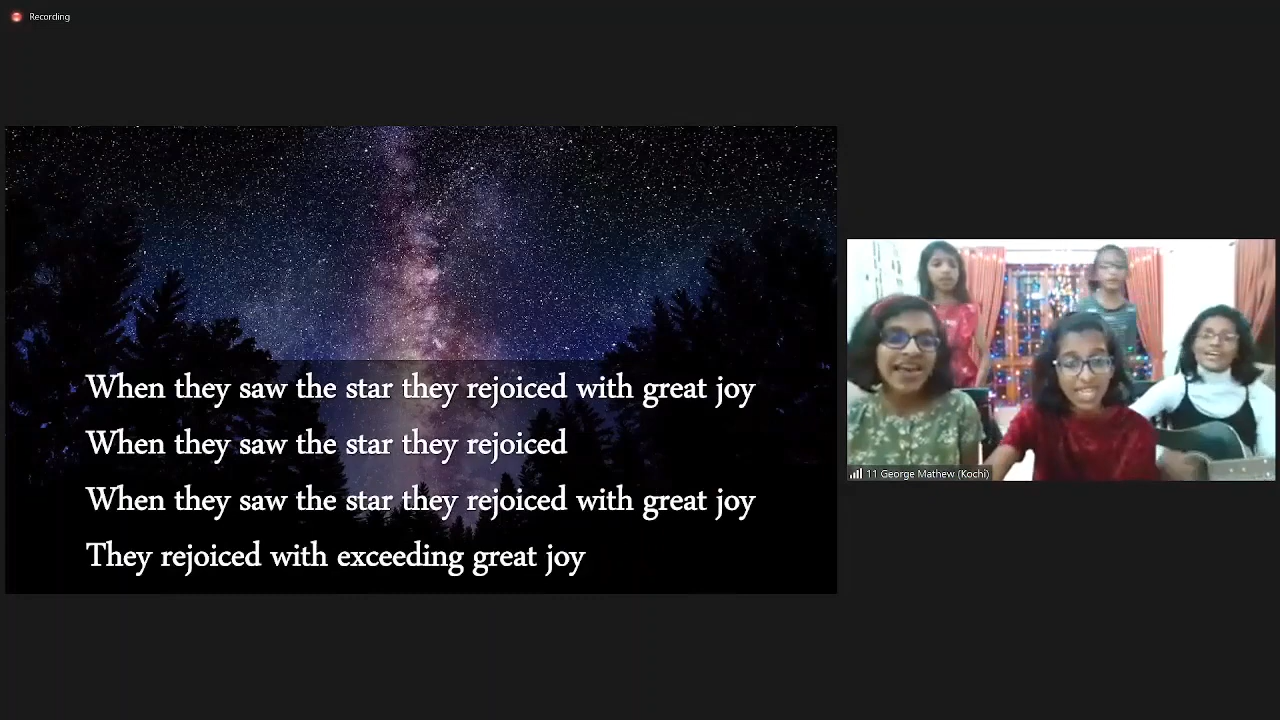 Recording
When they saw the star they rejoiced with great joy
When they saw the star they rejoiced
When they saw the star they rejoiced with great joy
They rejoiced with exceeding great joy
11 George Mathew (Kochi)